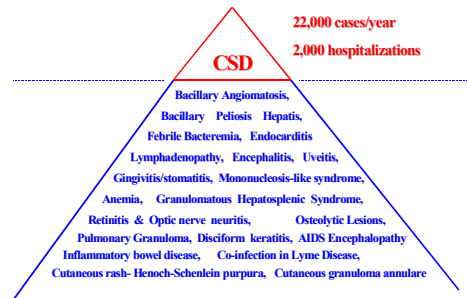 22,000 cases/year
2,000 hospitalizations
CSD
Bacillary Angiomatosis,
Bacillary Peliosis Hepatis,
Febrile Bacteremia, Endocarditis
Lymphadenopathy, Encephalitis, Uveitis,
Gingivitis/stomatitis, Mononucleosis-like syndrome,
Anemia, Granulomatous Hepatosplenic Syndrome,
Retinitis & Optic nerve neuritis, Osteolytic Lesions,
Pulmonary Granuloma, Disciform keratitis, AIDS Encephalopathy
Inflammatory bowel disease, Co-infection in Lyme Disease,
Cutaneous rash- Henoch-Schenlein purpura, Cutaneous granuloma annulare